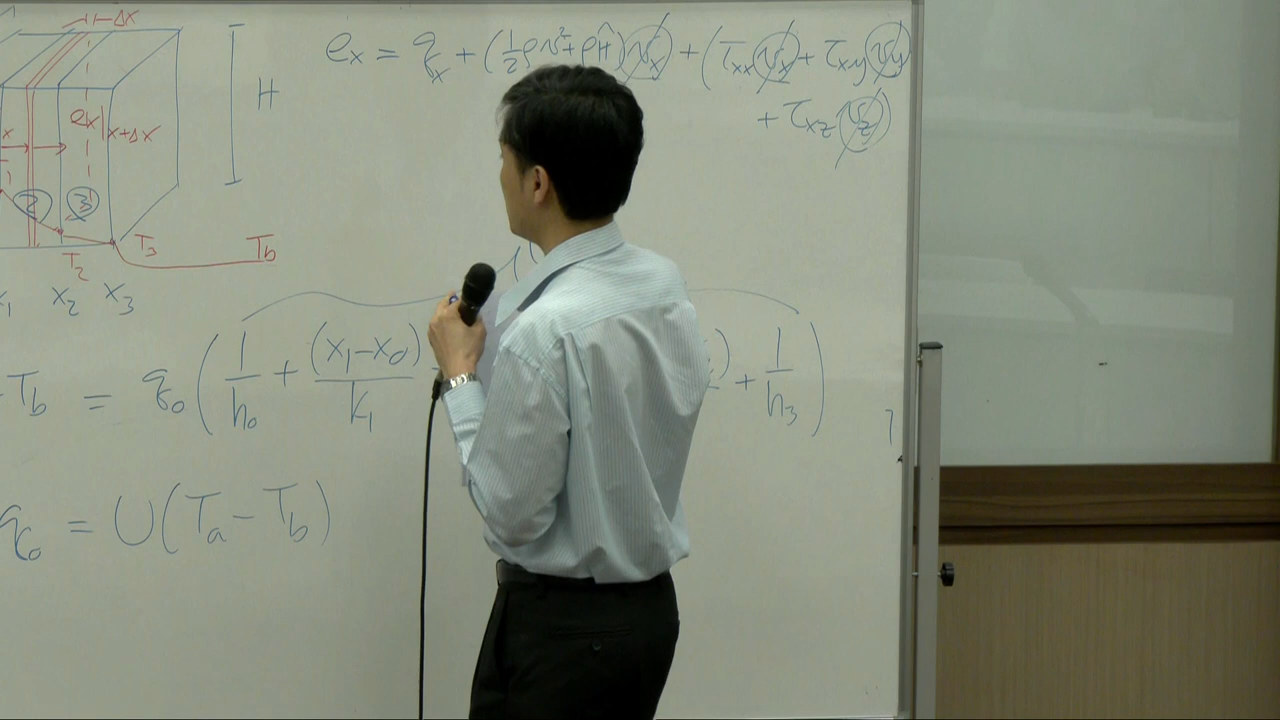 Δx
e_x = q_x + (½ρv²+ρĤ)v_x + (τ_xx v_x + τ_xy v_y
+ τ_xz v_z)
H
e_x| x+Δx
x
2 3
T_3 T_b
T_2
x_1 x_2 x_3
-T_b = q_0 (1/h_0 + (x_1-x_0)/k_1 + 1/h_3)
q_0 = U(T_a - T_b)